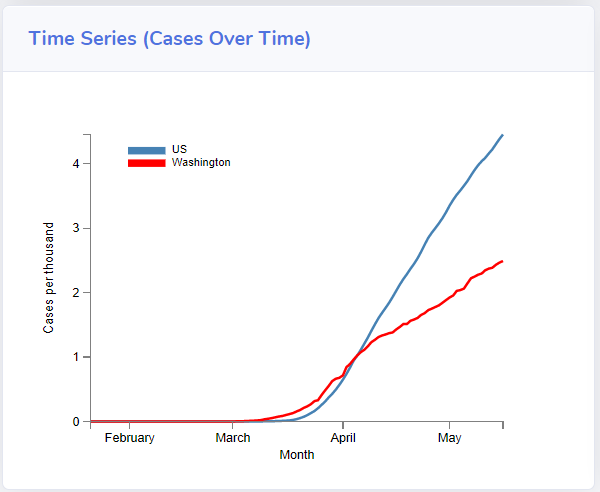 Time Series (Cases Over Time)
US
Washington
4
3
2
1
0
Cases per thousand
February March April May
Month